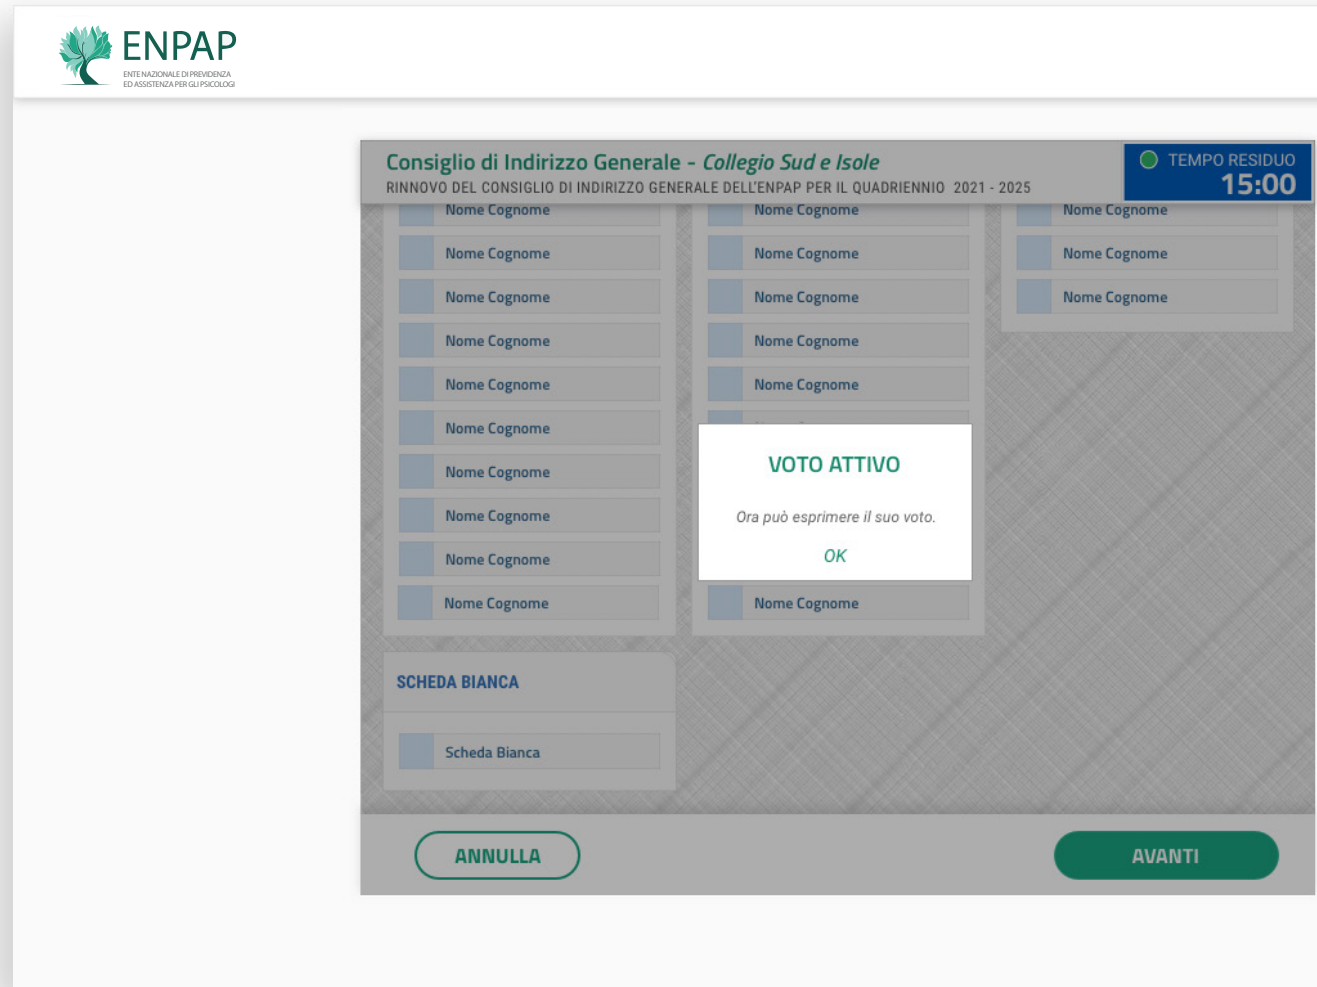 ENPAP
ENTE NAZIONALE DI PREVIDENZA
ED ASSISTENZA PER GLI PSICOLOGI
Consiglio di Indirizzo Generale - Collegio Sud e Isole
RINNOVO DEL CONSIGLIO DI INDIRIZZO GENERALE DELL'ENPAP PER IL QUADRIENNIO 2021 - 2025
TEMPO RESIDUO
15:00
Nome Cognome
Nome Cognome
Nome Cognome
Nome Cognome
Nome Cognome
Nome Cognome
Nome Cognome
Nome Cognome
Nome Cognome
Nome Cognome
SCHEDA BIANCA
Scheda Bianca
Nome Cognome
Nome Cognome
Nome Cognome
Nome Cognome
Nome Cognome
VOTO ATTIVO
Ora può esprimere il suo voto.
OK
Nome Cognome
Nome Cognome
Nome Cognome
Nome Cognome
ANNULLA
AVANTI